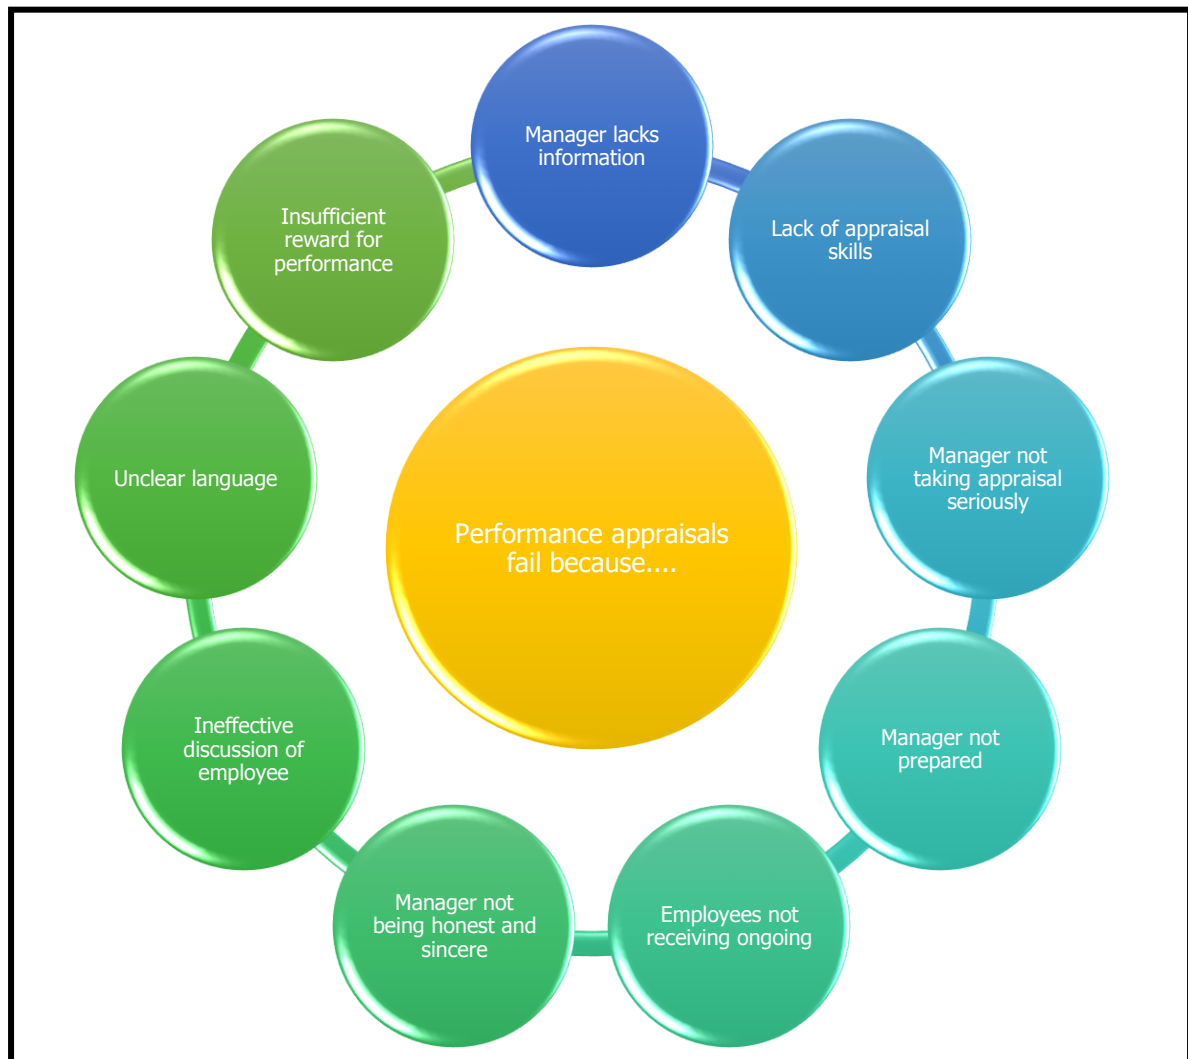 Manager lacks
information
Lack of appraisal
skills
Manager not
taking appraisal
seriously
Manager not
prepared
Employees not
receiving ongoing
Manager not
being honest and
sincere
Ineffective
discussion of
employee
Unclear language
Insufficient
reward for
performance
Performance appraisals
fail because....